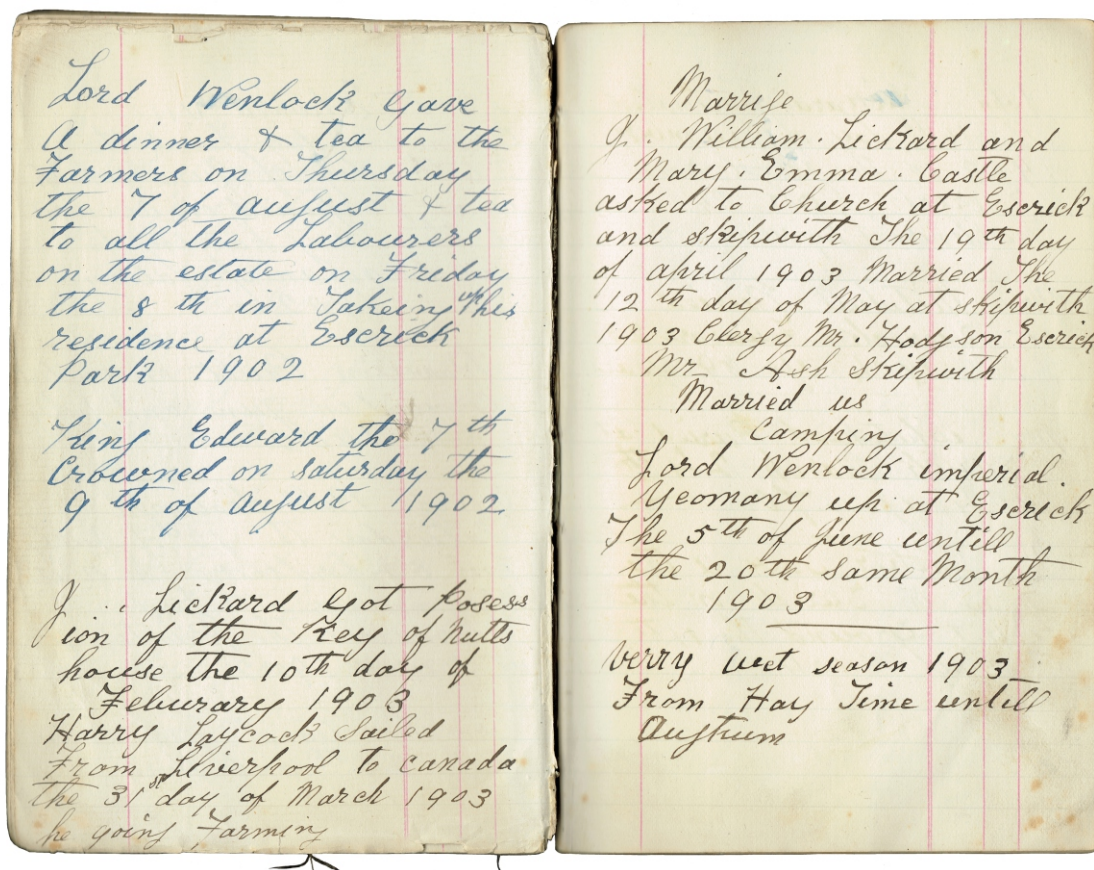 Lord Wenlock gave
a dinner & tea to the
Farmers on Thursday
the 7 of august & tea
to all the Labourers
on the estate on Friday
the 8 th in Takeing up his
residence at Escrick
Park 1902
King Edward the 7 th
Crowned on saturday the
9 th of august 1902
J. Lickard got Posess
ion of the Key of Nutts
house the 10th day of
Feburary 1903
Harry Laycock Sailed
From Liverpool to canada
the 31st day of March 1903
he going Farming
Marrige
J. William. Lickard and
Mary. Emma. Castle
asked to Church at Escrick
and skipwith The 19th day
of april 1903 Married The
12 th day of May at skipwith
1903 Clergy Mr. Hodgson Escrick
Mr Ash Skipwith
Married us
Camping
Lord Wenlock imperial.
Yeomany up at Escrick
The 5th of June untill
the 20th same Month
1903
Verry wet season 1903
From Hay Time untill